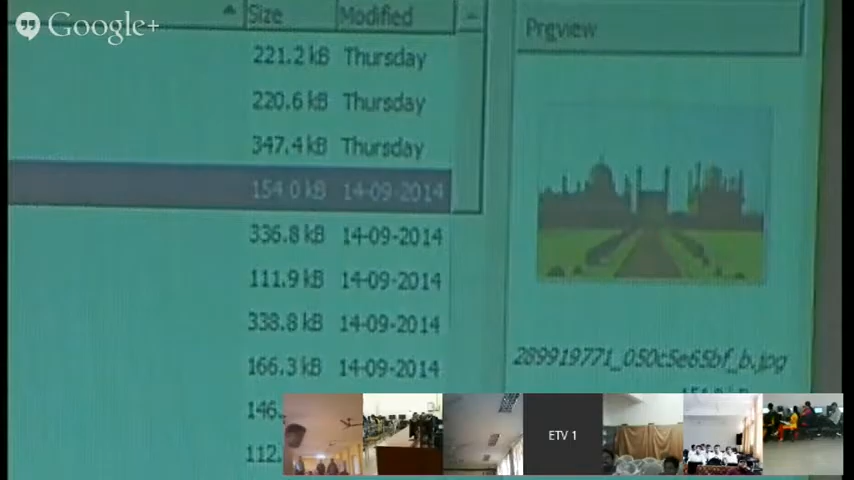 Google+
Size Modified
Preview
221.2 kB Thursday
220.6 kB Thursday
347.4 kB Thursday
154.0 kB 14-09-2014
336.8 kB 14-09-2014
111.9 kB 14-09-2014
338.8 kB 14-09-2014
166.3 kB 14-09-2014
289919771_050c5e65bf_b.jpg
146.
112.
ETV 1